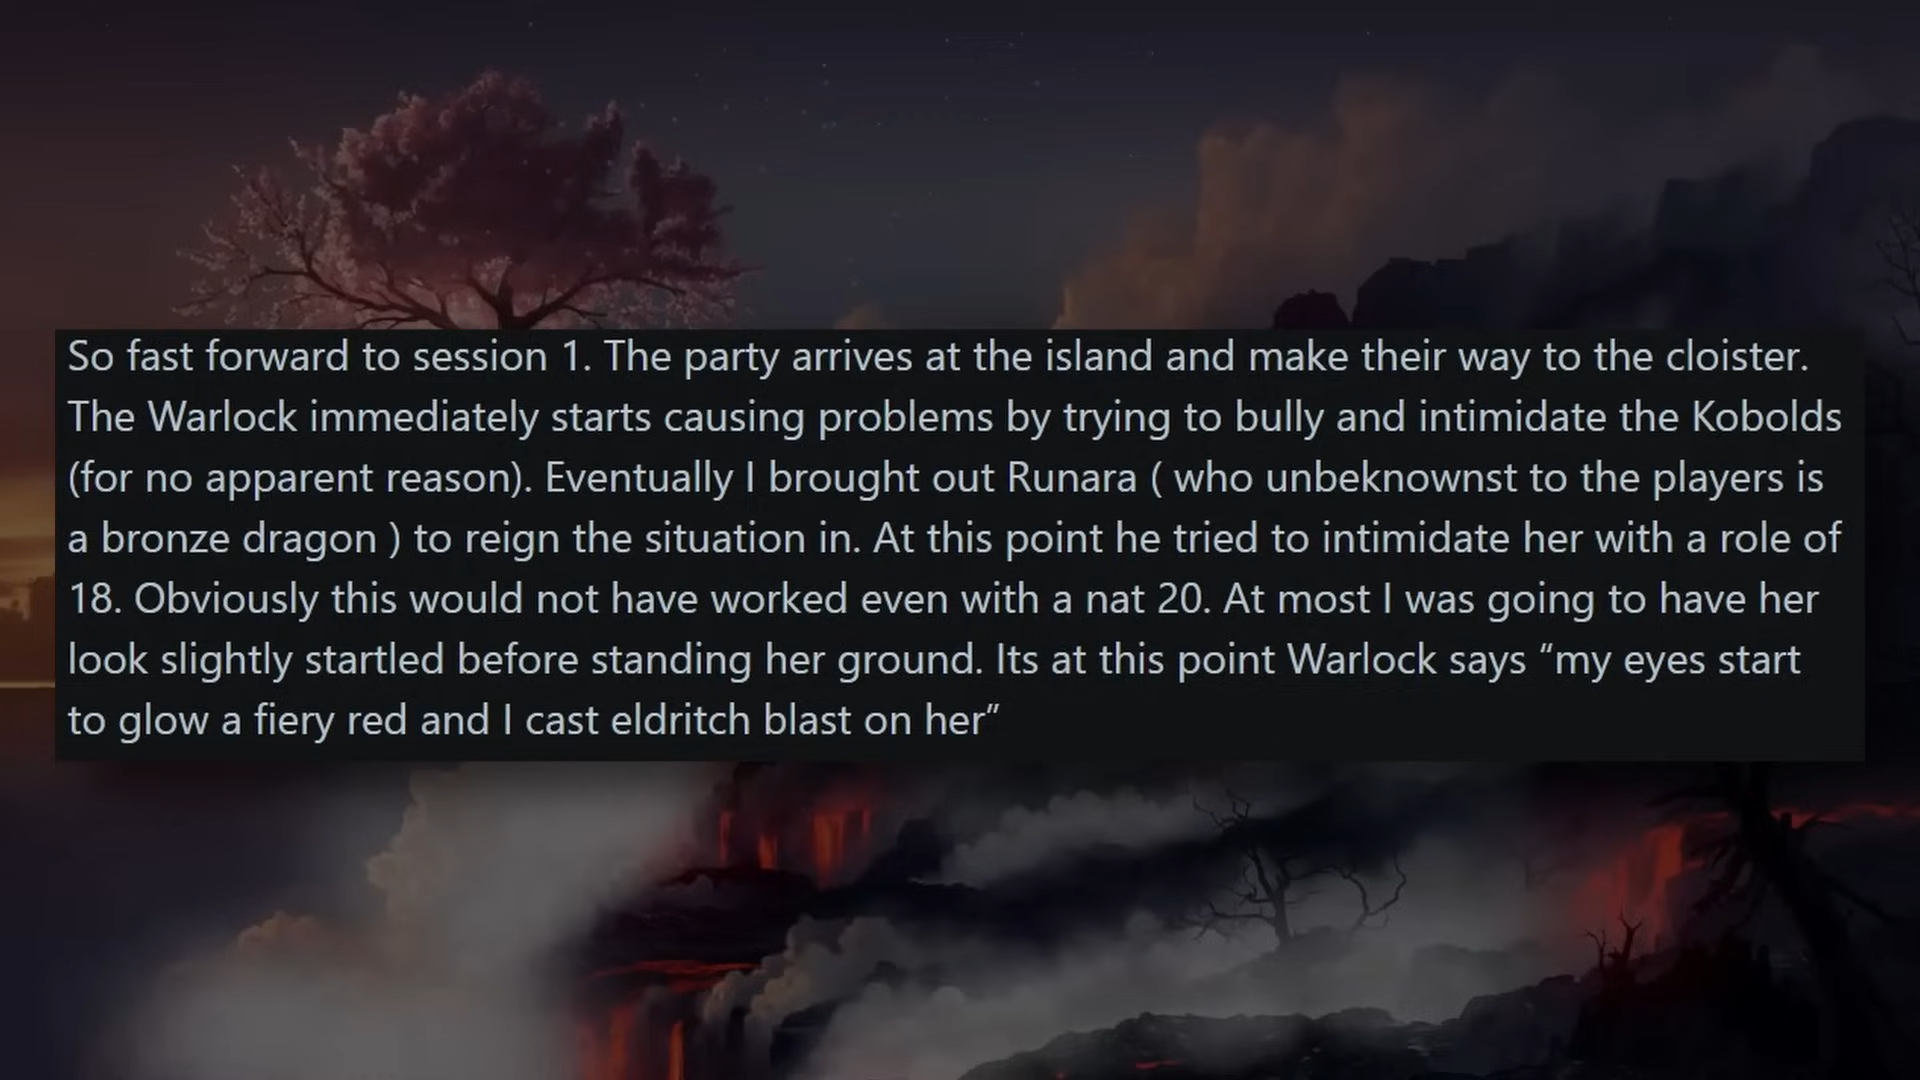 So fast forward to session 1. The party arrives at the island and make their way to the cloister.
The Warlock immediately starts causing problems by trying to bully and intimidate the Kobolds
(for no apparent reason). Eventually I brought out Runara ( who unbeknownst to the players is
a bronze dragon ) to reign the situation in. At this point he tried to intimidate her with a role of
18. Obviously this would not have worked even with a nat 20. At most I was going to have her
look slightly startled before standing her ground. Its at this point Warlock says “my eyes start
to glow a fiery red and I cast eldritch blast on her”